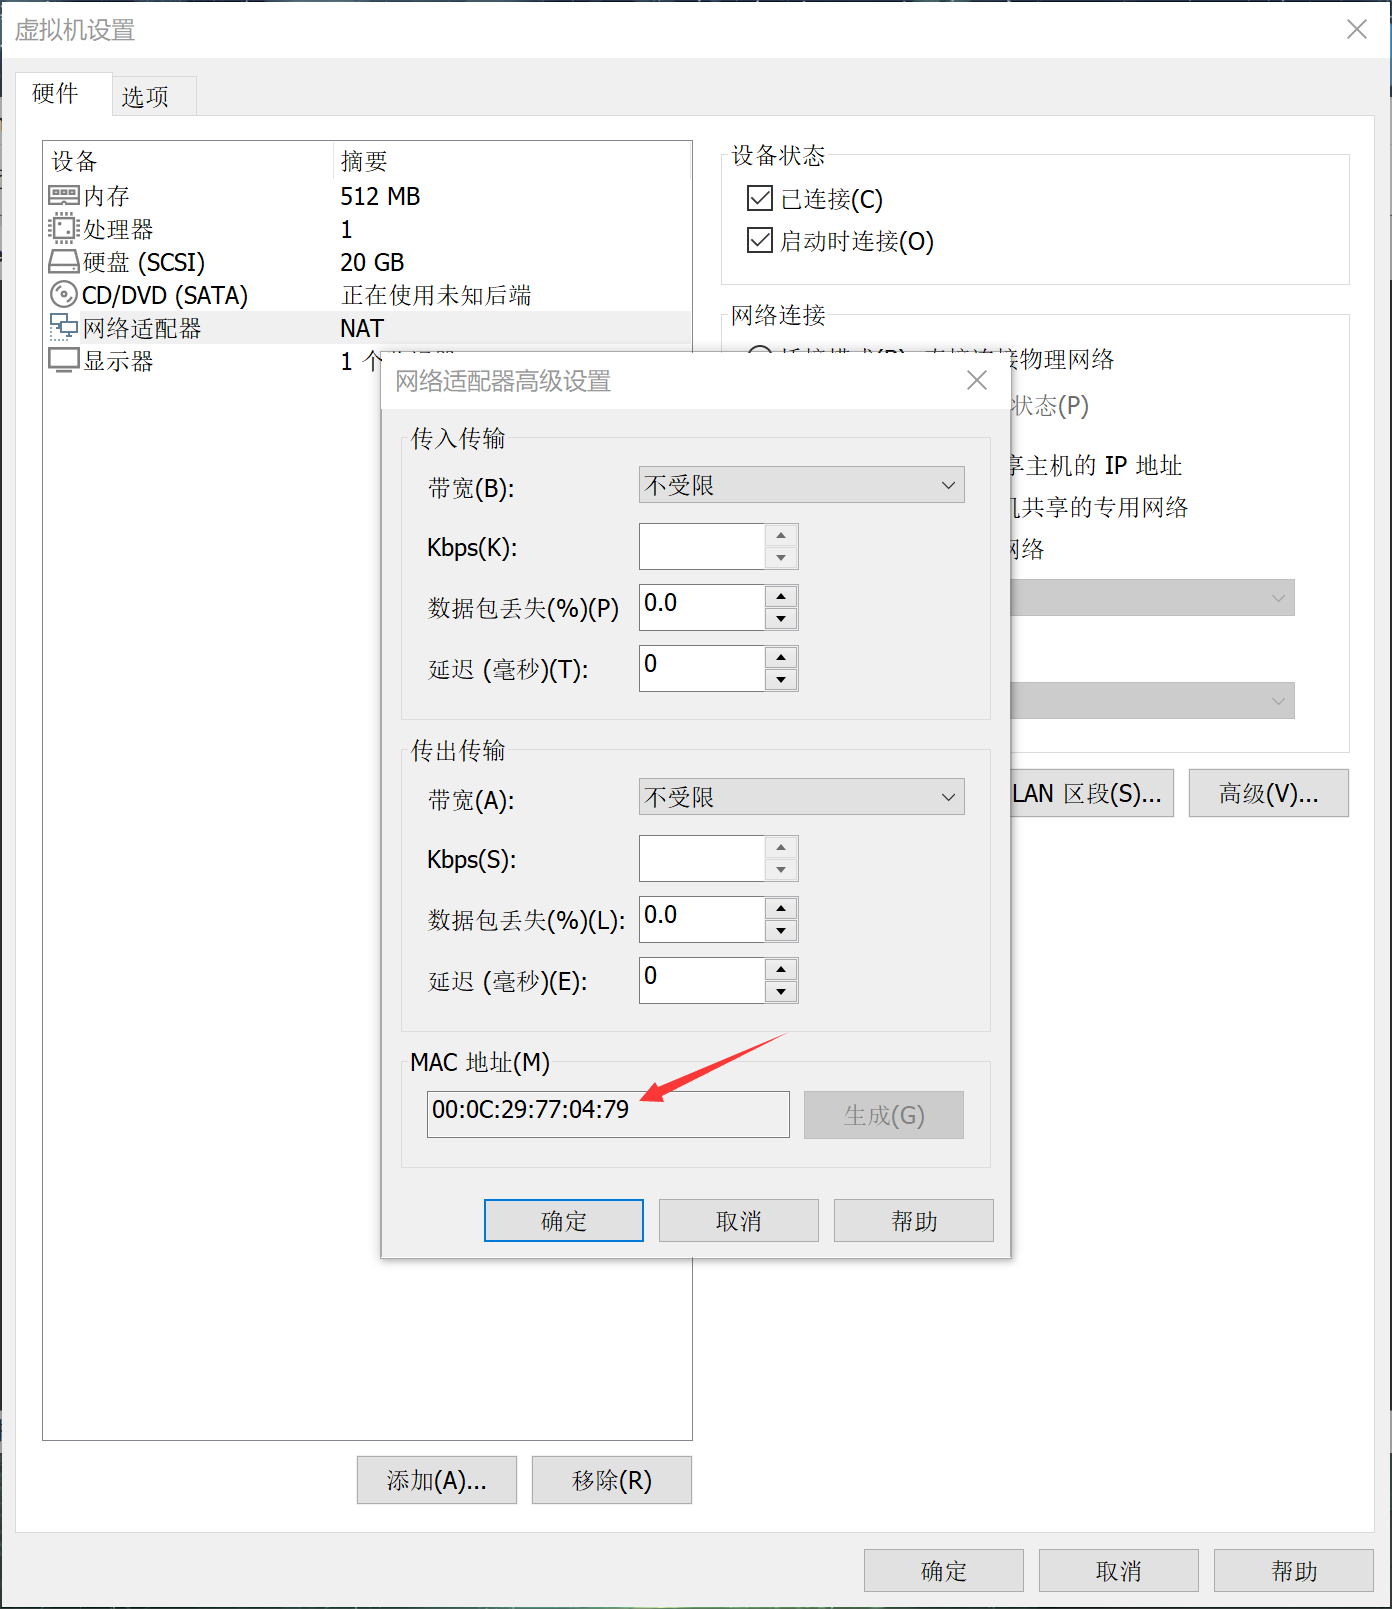 虚拟机设置
硬件
选项
设备 摘要
内存 512 MB
处理器 1
硬盘 (SCSI) 20 GB
CD/DVD (SATA) 正在使用未知后端
网络适配器 NAT
显示器 1 个
设备状态
已连接(C)
启动时连接(O)
网络连接
物理网络
状态(P)
享主机的 IP 地址
机共享的专用网络
网络
LAN 区段(S)...
高级(V)...
网络适配器高级设置
传入传输
带宽(B): 不受限
Kbps(K):
数据包丢失(%)(P) 0.0
延迟 (毫秒)(T): 0
传出传输
带宽(A): 不受限
Kbps(S):
数据包丢失(%)(L): 0.0
延迟 (毫秒)(E): 0
MAC 地址(M)
00:0C:29:77:04:79
生成(G)
确定 取消 帮助
添加(A)... 移除(R)
确定 取消 帮助